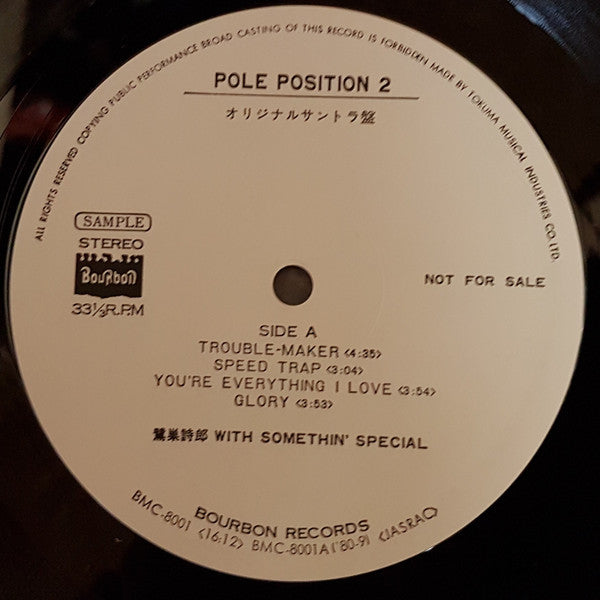 ALL RIGHTS RESERVED COPYING PUBLIC PERFORMANCE BROAD CASTING OF THIS RECORD IS FORBIDDEN MADE BY TOKUMA MUSICAL INDUSTRIES CO. LTD.
POLE POSITION 2
オリジナルサントラ盤
SAMPLE
STEREO
Bourbon
33⅓R.P.M
NOT FOR SALE
SIDE A
TROUBLE-MAKER <4:35>
SPEED TRAP <3:04>
YOU'RE EVERYTHING I LOVE <3:54>
GLORY <3:53>
鷺巣詩郎 WITH SOMETHIN' SPECIAL
BOURBON RECORDS
BMC-8001 <16:12> BMC-8001A('80-9) <JASRAC>